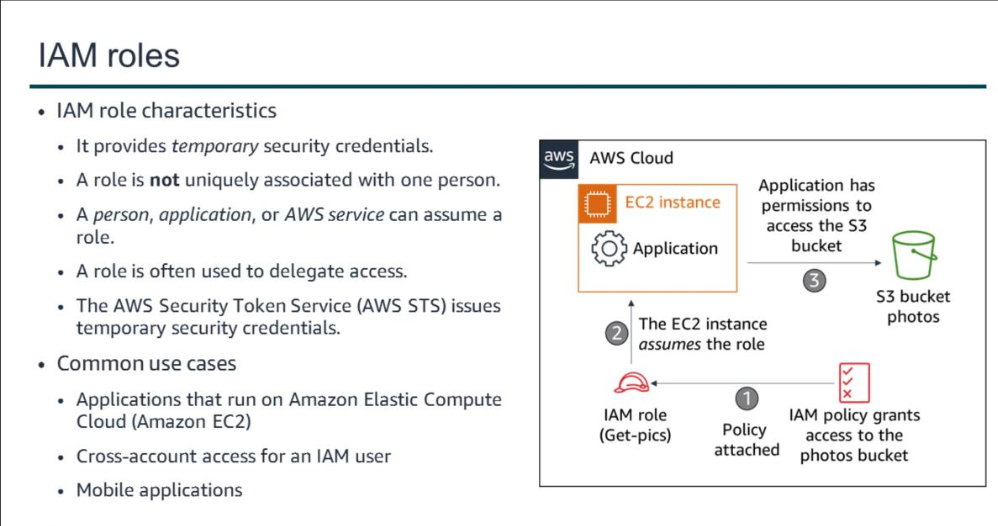 IAM roles
• IAM role characteristics
• It provides temporary security credentials.
• A role is not uniquely associated with one person.
• A person, application, or AWS service can assume a
role.
• A role is often used to delegate access.
• The AWS Security Token Service (AWS STS) issues
temporary security credentials.
• Common use cases
• Applications that run on Amazon Elastic Compute
Cloud (Amazon EC2)
• Cross-account access for an IAM user
• Mobile applications
aws
AWS Cloud
EC2 instance
Application
Application has
permissions to
access the S3
bucket
3
S3 bucket
photos
2
The EC2 instance
assumes the role
IAM role
(Get-pics)
1
Policy
attached
IAM policy grants
access to the
photos bucket